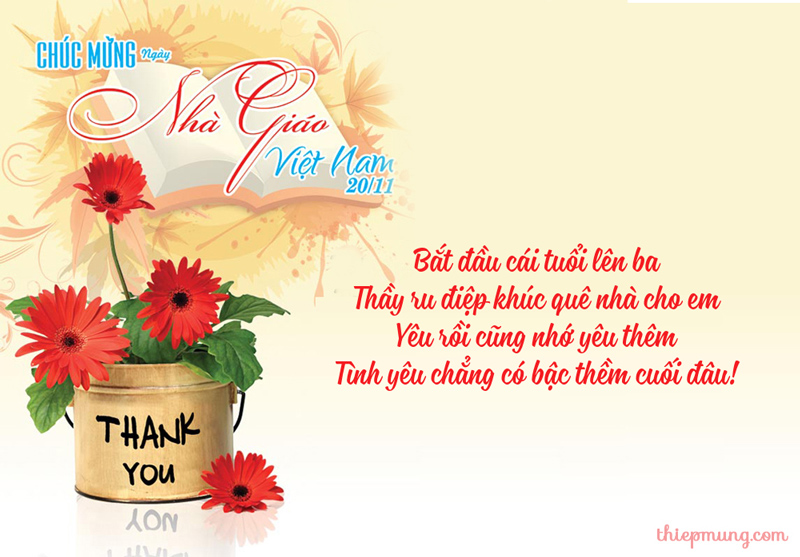 CHÚC MỪNG Ngày
Nhà Giáo
Việt Nam
20/11
Bắt đầu cái tuổi lên ba
Thầy ru điệp khúc quê nhà cho em
Yêu rồi cũng nhớ yêu thêm
Tình yêu chẳng có bậc thềm cuối đâu!
THANK
YOU
thiepmung.com